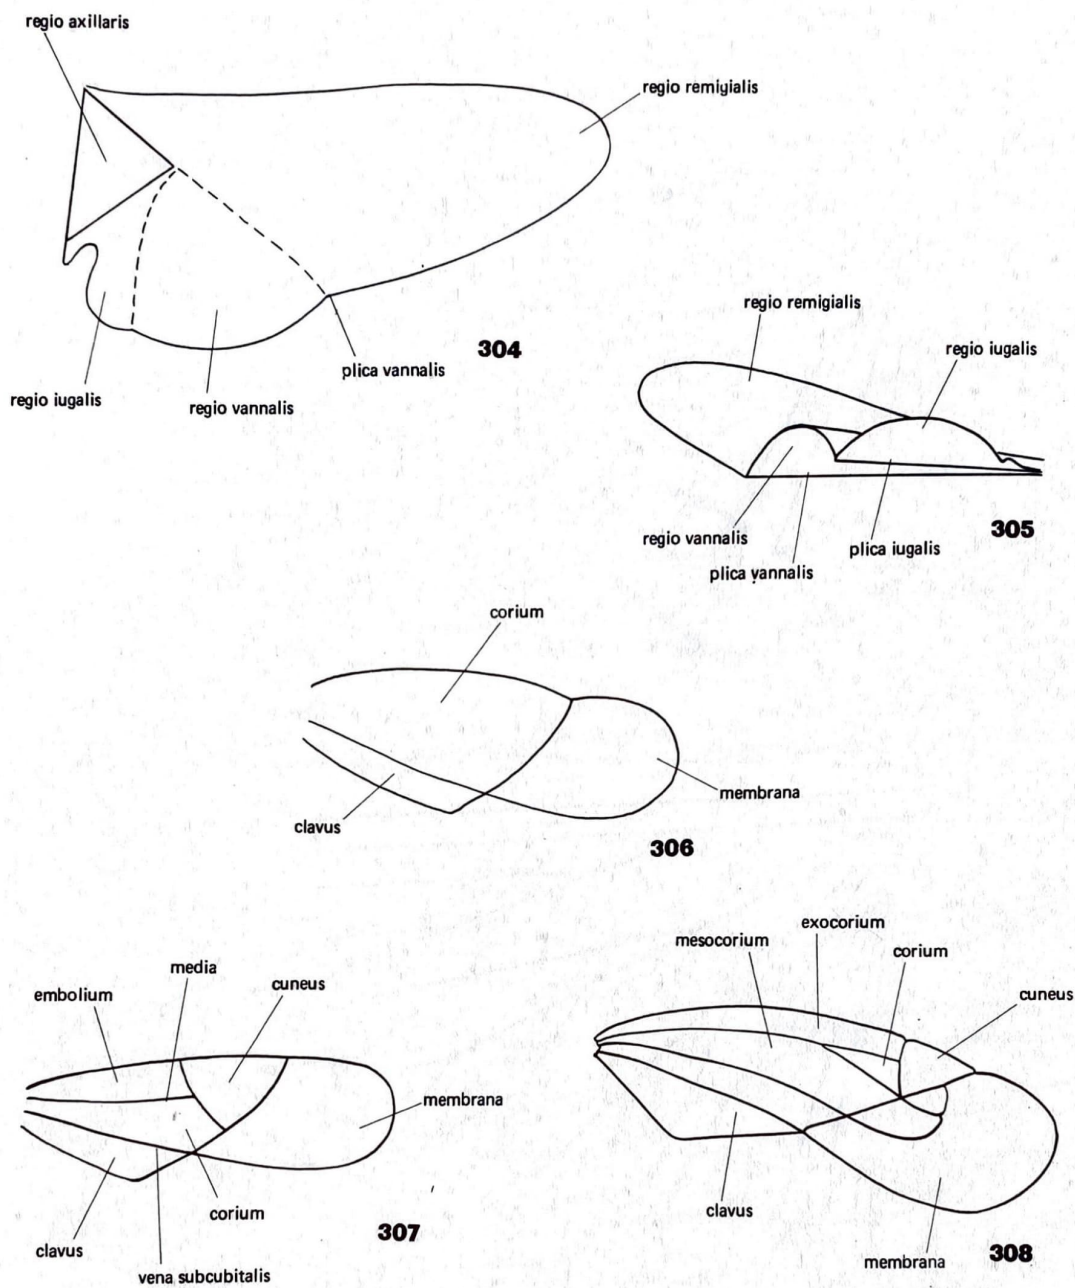 regio axillaris
regio remigialis
304
plica vannalis
regio iugalis
regio vannalis
regio remigialis
regio iugalis
regio vannalis
plica iugalis
plica vannalis
305
corium
membrana
clavus
306
media
embolium
cuneus
membrana
corium
clavus
vena subcubitalis
307
exocorium
mesocorium
corium
cuneus
clavus
membrana
308